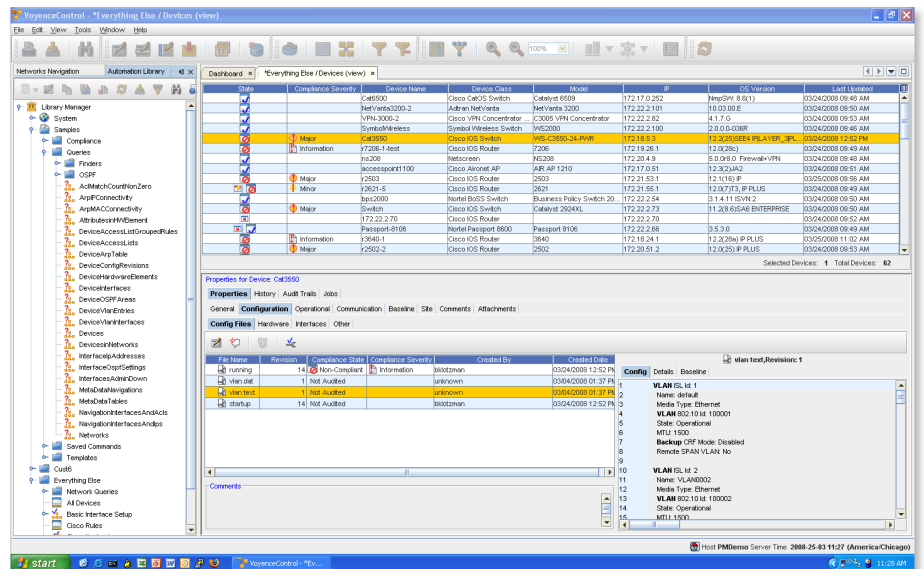 VoyenceControl - *Everything Else / Devices (view)
File Edit View Tools Window Help
100%
Networks Navigation Automation Library
Dashboard × *Everything Else / Devices (view) ×
Library Manager
System
Samples
Compliance
Queries
Finders
OSPF
AclMatchCountNonZero
ArpIPConnectivity
ArpMACConnectivity
AttributesinHWElement
DeviceAccessListGroupedRules
DeviceAccessLists
DeviceArpTable
DeviceConfigRevisions
DeviceHardwareElements
DeviceInterfaces
DeviceOSPFAreas
DeviceVlanEntries
DeviceVlanInterfaces
Devices
DevicesinNetworks
InterfaceIpAddresses
InterfaceOspfSettings
InterfacesAdminDown
MetaDataNavigations
MetaDataTables
NavigationInterfacesAndAcls
NavigationInterfacesAndIps
Networks
Saved Commands
Templates
Cust6
Everything Else
Network Queries
All Devices
Basic Interface Setup
Cisco Rules
State Compliance Severity Device Name Device Class Model IP OS Version Last Updated
Cat6500 Cisco CatOS Switch Catalyst 6509 172.17.0.252 NmpSW: 8.6(1) 03/24/2008 09:48 AM
NetVanta3200-2 Adtran NetVanta NetVanta 3200 172.22.2.101 10.03.00.E 03/24/2008 09:50 AM
VPN-3000-2 Cisco VPN Concentrator ... C3005 VPN Concentrator 172.22.2.82 4.1.7.G 03/24/2008 09:53 AM
SymbolWireless Symbol Wireless Switch WS2000 172.22.2.100 2.0.0.0-036R 03/24/2008 09:46 AM
Cat3550 Cisco IOS Switch WS-C3550-24-PWR 172.18.5.3 03/24/2008 12:52 PM
Major
Information r7206-1-test Cisco IOS Router 7206 172.19.26.1 12.0(28c) 03/24/2008 09:49 AM
ns208 Netscreen NS208 172.20.4.9 5.0.0r8.0 Firewall+VPN 03/24/2008 09:48 AM
accesspoint1100 Cisco Aironet AP AIR AP 1210 172.17.0.51 12.3(2)JA2 03/24/2008 09:51 AM
Major r2503 Cisco IOS Router 2503 172.21.53.1 12.1(16) IP 03/25/2008 09:56 AM
Minor r2621-5 Cisco IOS Router 2621 172.21.55.1 12.0(7)T3, IP PLUS 03/24/2008 09:49 AM
bps2000 Nortel BoSS Switch Business Policy Switch 20... 172.22.2.54 3.1.4.11 ISVN:2 03/24/2008 09:51 AM
Major Switch Cisco IOS Switch Catalyst 2924XL 172.22.2.73 11.2(8.6)SA6 ENTERPRISE 03/24/2008 09:50 AM
172.22.2.70 Cisco IOS Router 172.22.2.70 03/24/2008 09:52 AM
Passport-8106 Nortel Passport 8600 Passport 8106 172.22.2.66 3.5.3.0 03/24/2008 09:49 AM
Information r3640-1 Cisco IOS Router 3640 172.18.24.1 12.2(28a) IP PLUS 03/25/2008 11:02 AM
Major r2502-2 Cisco IOS Router 2502 172.20.51.2 12.0(25) IP PLUS 03/24/2008 09:53 AM
Selected Devices: 1 Total Devices: 62
Properties for Device: Cat3550
Properties History Audit Trails Jobs
General Configuration Operational Communication Baseline Site Comments Attachments
Config Files Hardware Interfaces Other
File Name Revision Compliance State Compliance Severity Created By Created Date
running 14 Non-Compliant Information bklotzman 03/24/2008 12:52 PM
vlan.dat 1 Not Audited unknown 03/04/2008 01:37 PM
vlan text 1 Not Audited unknown 03/04/2008 01:37 PM
startup 14 Not Audited bklotzman 03/24/2008 12:52 PM
Comments
vlan text,Revision: 1
Config Details Baseline
1 VLAN ISL Id: 1
2 Name: default
3 Media Type: Ethernet
4 VLAN 802.10 Id: 100001
5 State: Operational
6 MTU: 1500
7 Backup CRF Mode: Disabled
8 Remote SPAN VLAN: No
9
10 VLAN ISL Id: 2
11 Name: VLAN0002
12 Media Type: Ethernet
13 VLAN 802.10 Id: 100002
14 State: Operational
15 MTU: 1500
Host PMDemo Server Time 2008-25-03 11:27 (America/Chicago)
start
VoyenceControl - *Ev...
11:28 AM